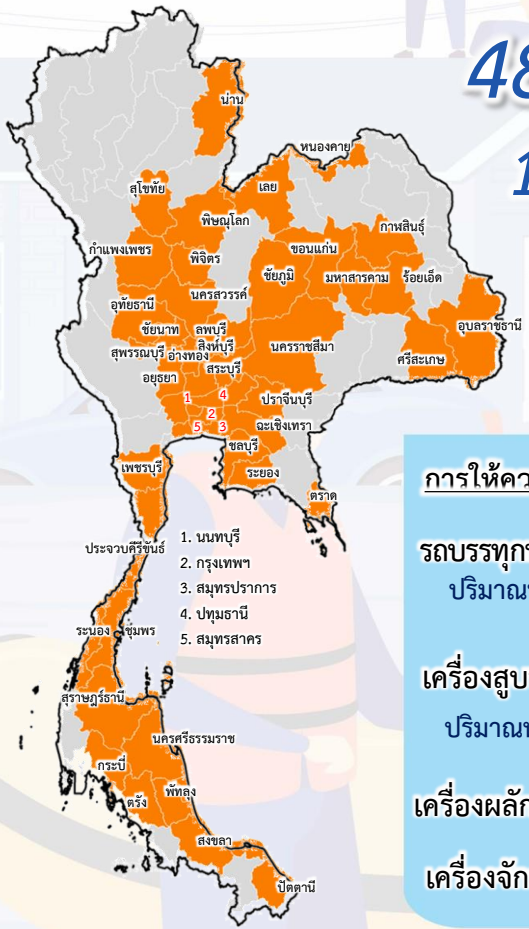 48
1
น่าน
หนองคาย
สุโขทัย
เลย
พิษณุโลก
กาฬสินธุ์
กำแพงเพชร
ขอนแก่น
พิจิตร
ชัยภูมิ
มหาสารคาม
ร้อยเอ็ด
อุทัยธานี
นครสวรรค์
อุบลราชธานี
ชัยนาท
ลพบุรี
สุพรรณบุรี
อ่างทอง
สิงห์บุรี
นครราชสีมา
ศรีสะเกษ
สระบุรี
อยุธยา
1
4
ปราจีนบุรี
2
5
3
ฉะเชิงเทรา
ชลบุรี
เพชรบุรี
ระยอง
ตราด
ประจวบคีรีขันธ์
1. นนทบุรี
2. กรุงเทพฯ
3. สมุทรปราการ
4. ปทุมธานี
5. สมุทรสาคร
ระนอง
ชุมพร
สุราษฎร์ธานี
นครศรีธรรมราช
กระบี่
ตรัง
พัทลุง
สงขลา
ปัตตานี
การให้คว
รถบรรทุก
ปริมาณ
เครื่องสูบ
ปริมาณ
เครื่องผลัก
เครื่องจัก